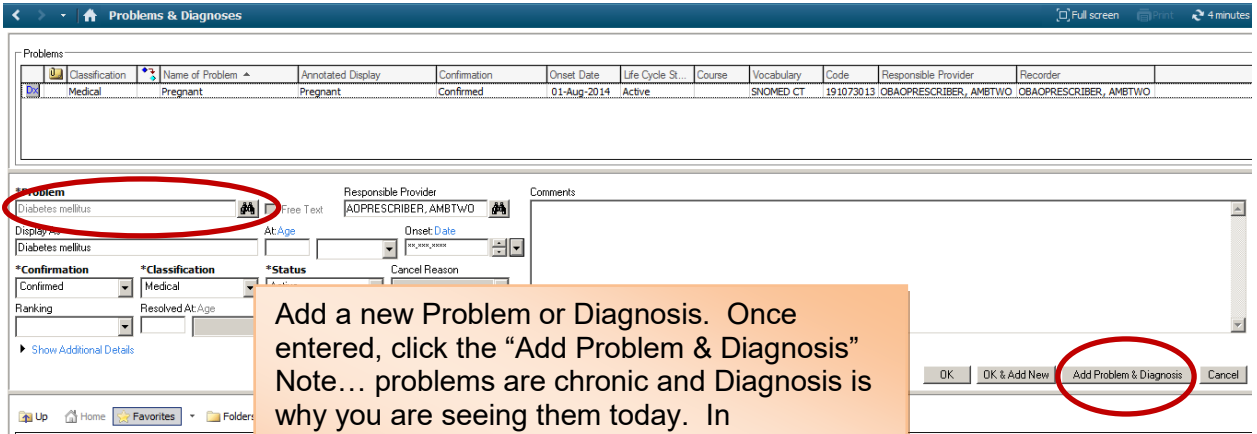 Problems & Diagnoses Full screen Print 4 minutes
Problems
Classification Name of Problem Annotated Display Confirmation Onset Date Life Cycle St... Course Vocabulary Code Responsible Provider Recorder
Dx Medical Pregnant Pregnant Confirmed 01-Aug-2014 Active SNOMED CT 191073013 OBAOPRESCRIBER, AMBTWO OBAOPRESCRIBER, AMBTWO
*Problem Responsible Provider Comments
Diabetes mellitus Free Text AOPRESCRIBER, AMBTWO
Display As At: Age Onset: Date
Diabetes mellitus **.***.****
*Confirmation *Classification *Status Cancel Reason
Confirmed Medical Active
Ranking Resolved At: Age
Show Additional Details
Add a new Problem or Diagnosis. Once
entered, click the “Add Problem & Diagnosis”
Note… problems are chronic and Diagnosis is
why you are seeing them today. In
OK OK & Add New Add Problem & Diagnosis Cancel
Up Home Favorites Folders